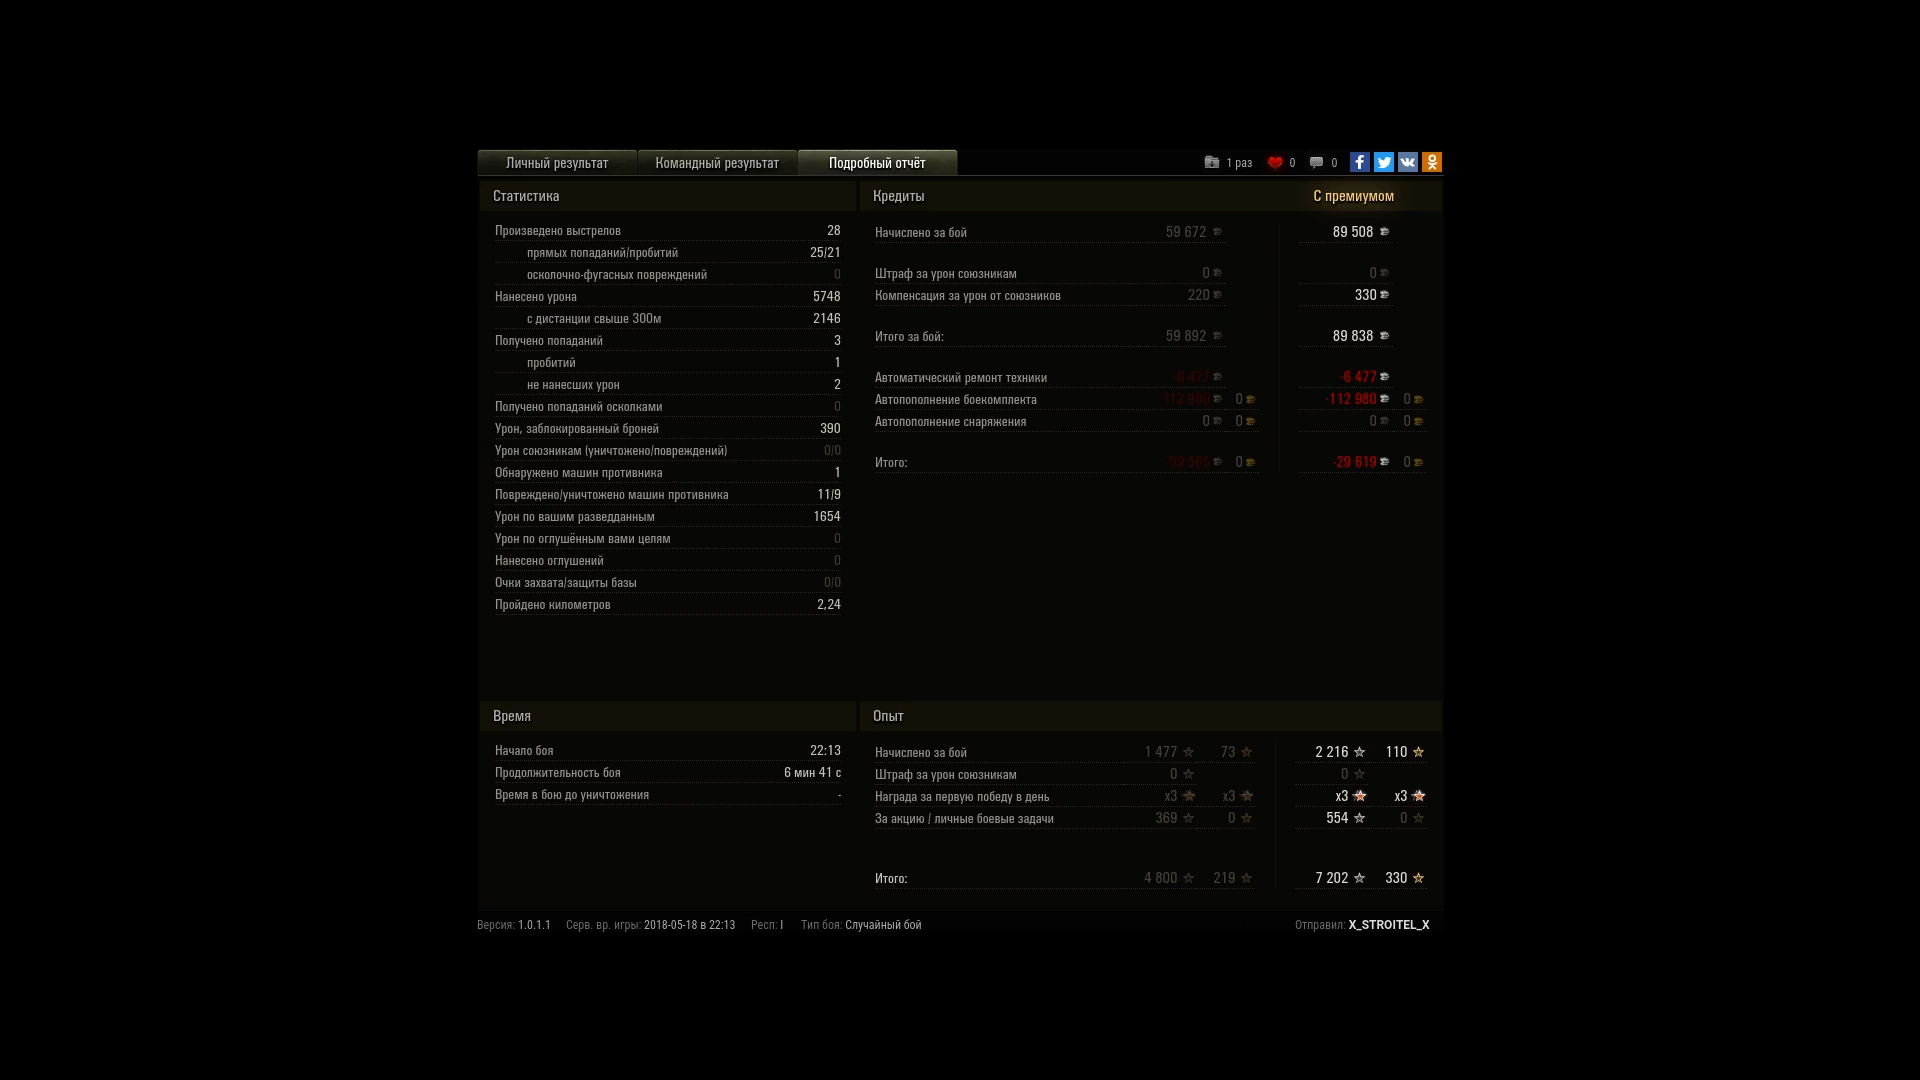 Личный результат Командный результат Подробный отчёт 1 раз 0 0
Статистика
Произведено выстрелов 28
прямых попаданий/пробитий 25/21
осколочно-фугасных повреждений 0
Нанесено урона 5748
с дистанции свыше 300м 2146
Получено попаданий 3
пробитий 1
не нанесших урон 2
Получено попаданий осколками 0
Урон, заблокированный броней 390
Урон союзникам (уничтожено/повреждений) 0/0
Обнаружено машин противника 1
Повреждено/уничтожено машин противника 11/9
Урон по вашим разведданным 1654
Урон по оглушённым вами целям 0
Нанесено оглушений 0
Очки захвата/защиты базы 0/0
Пройдено километров 2,24
Кредиты С премиумом
Начислено за бой 59 672 89 508
Штраф за урон союзникам 0 0
Компенсация за урон от союзников 220 330
Итого за бой: 59 892 89 838
Автоматический ремонт техники -6 477 -6 477
Автопополнение боекомплекта -112 980 0 -112 980 0
Автопополнение снаряжения 0 0 0 0
Итого: -59 565 0 -29 619 0
Время
Начало боя 22:13
Продолжительность боя 6 мин 41 с
Время в бою до уничтожения -
Опыт
Начислено за бой 1 477 73 2 216 110
Штраф за урон союзникам 0 0
Награда за первую победу в день x3 x3 x3 x3
За акцию / личные боевые задачи 369 0 554 0
Итого: 4 800 219 7 202 330
Версия: 1.0.1.1 Серв. вр. игры: 2018-05-18 в 22:13 Респ: I Тип боя: Случайный бой Отправил: X_STROITEL_X